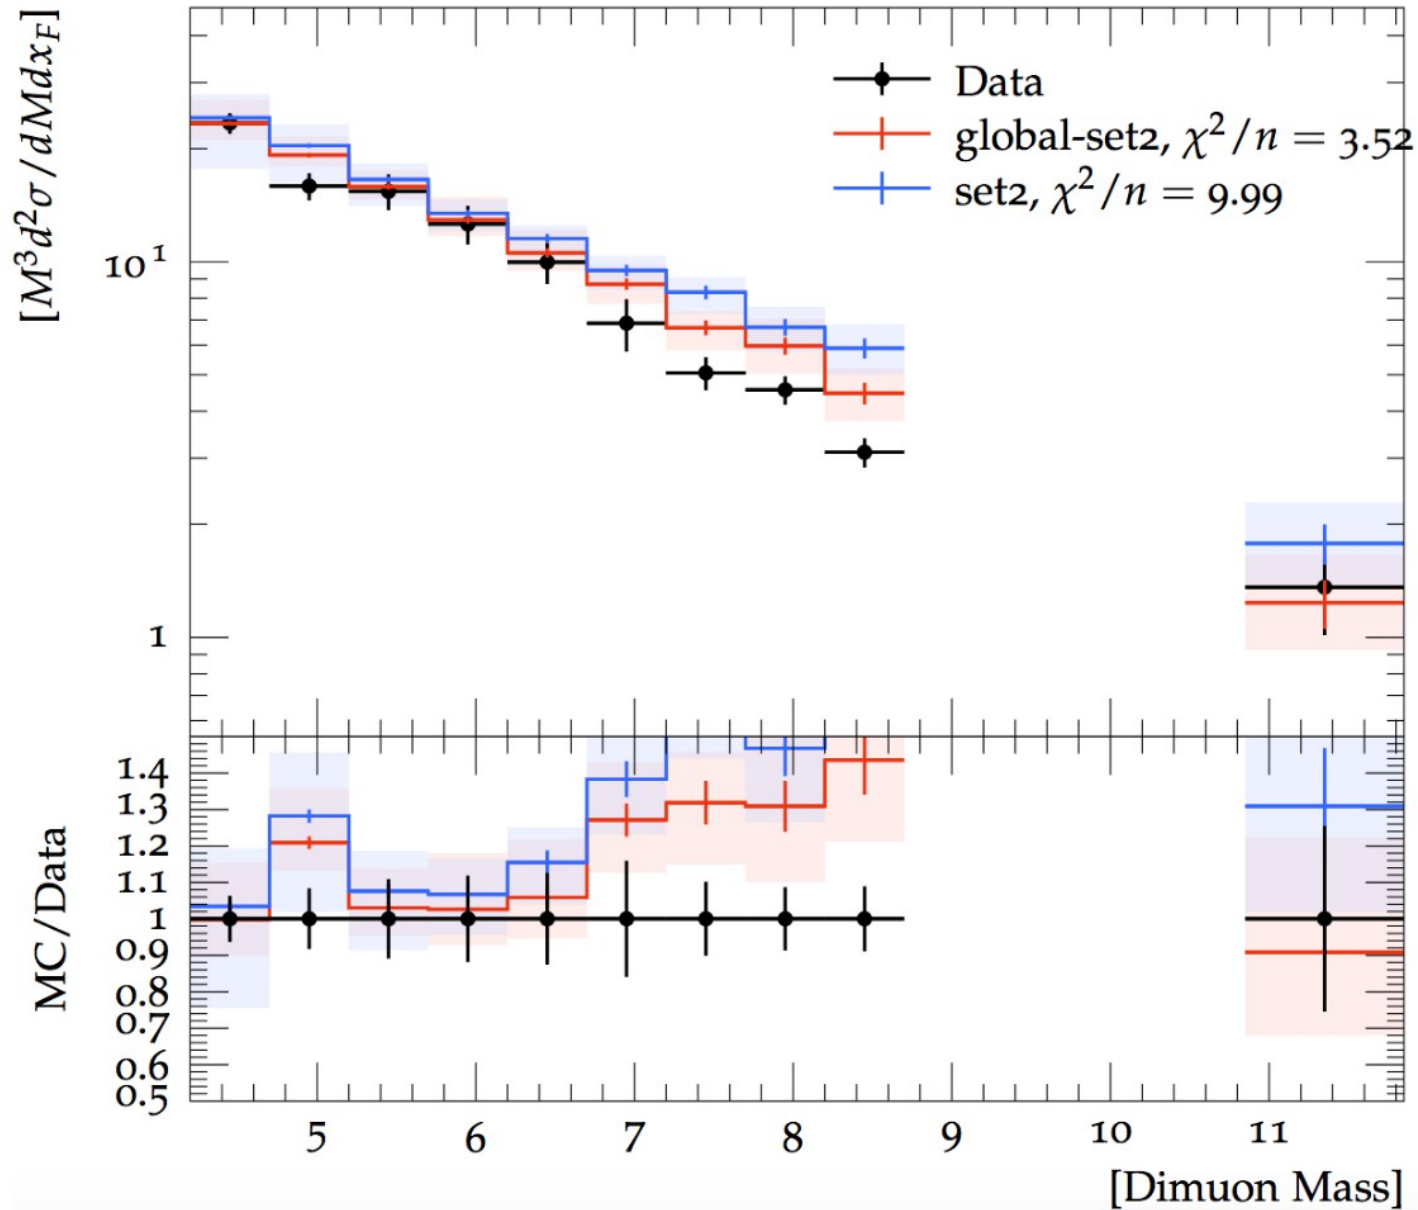 [M³d²σ/dMdx_F]
Data
global-set2, χ²/n = 3.52
set2, χ²/n = 9.99
10¹
1
MC/Data
1.4
1.3
1.2
1.1
1
0.9
0.8
0.7
0.6
0.5
5 6 7 8 9 10 11
[Dimuon Mass]